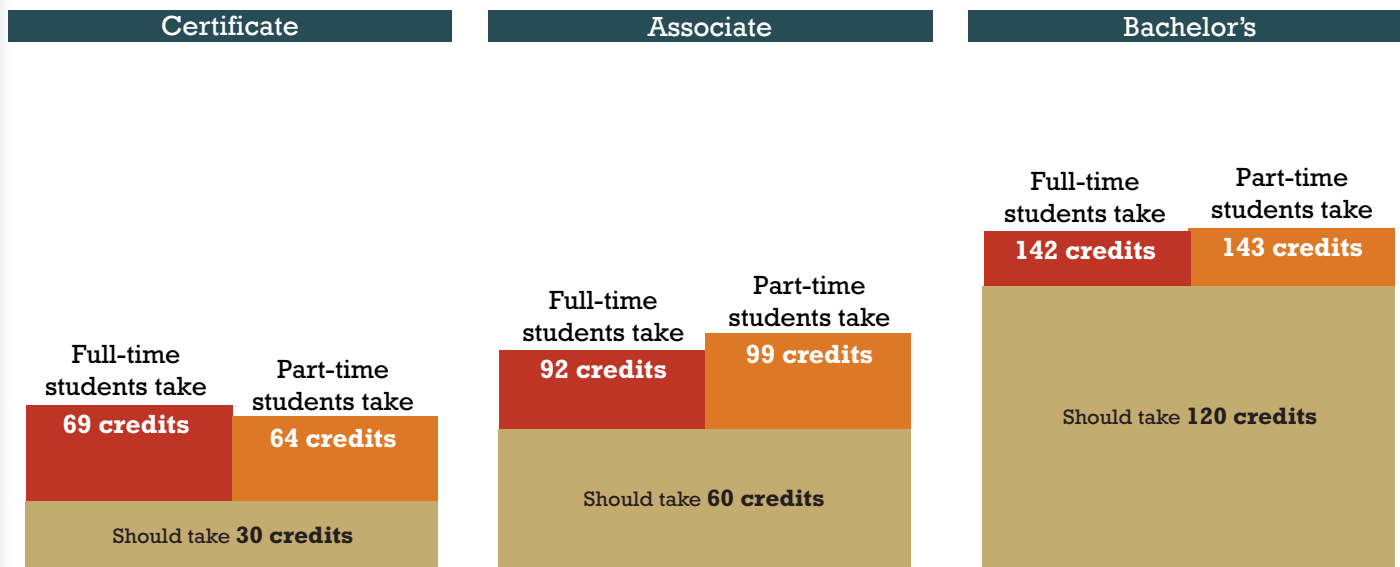 Certificate
Full-time
students take
69 credits
Part-time
students take
64 credits
Should take 30 credits
Associate
Full-time
students take
92 credits
Part-time
students take
99 credits
Should take 60 credits
Bachelor's
Full-time
students take
142 credits
Part-time
students take
143 credits
Should take 120 credits